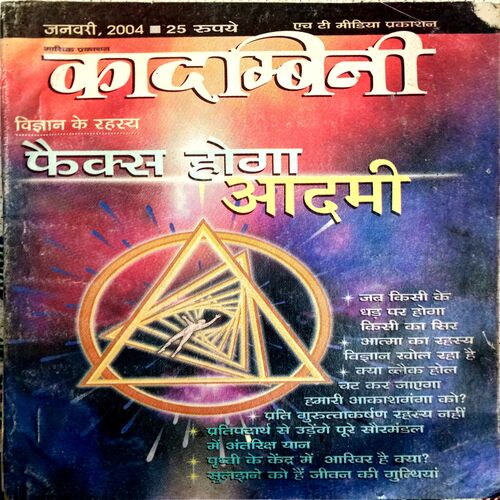 जनवरी, 2004 ■ 25 रुपये
एच टी मीडिया प्रकाशन
मासिक प्रकाशन
कादम्बिनी
विज्ञान के रहस्य
फैक्स होगा
आदमी
जब किसी के
धड़ पर होगा
किसी का सिर
आत्मा का रहस्य
विज्ञान खोल रहा है
क्या ब्लैक होल
चट कर जाएगा
हमारी आकाशगंगा को?
प्रति गुरुत्वाकर्षण रहस्य नहीं
प्रतिपदार्थ से उड़ेंगे पूरे सौरमंडल
में अंतरिक्ष यान
पृथ्वी के केंद्र में आखिर है क्या?
सुलझने को हैं जीवन की गुत्थियां